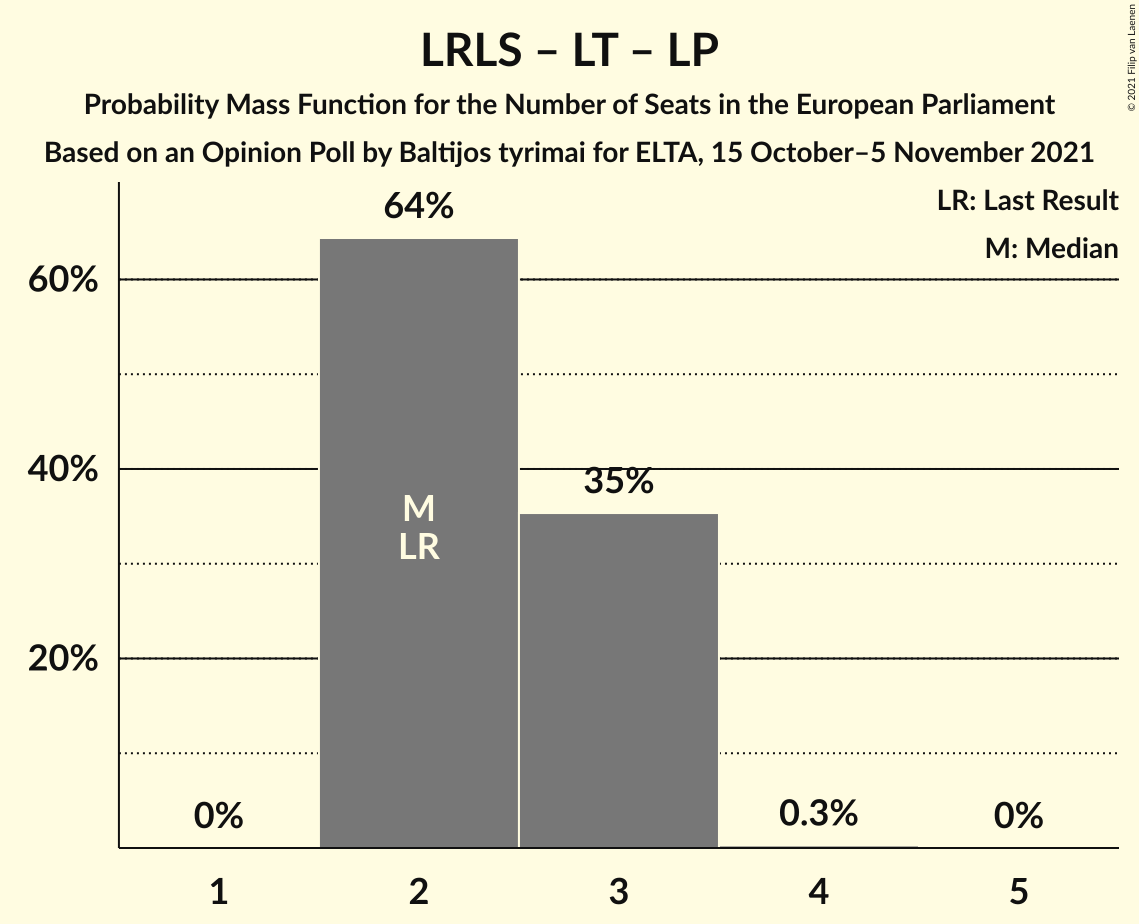 LRLS – LT – LP
Probability Mass Function for the Number of Seats in the European Parliament
Based on an Opinion Poll by Baltijos tyrimai for ELTA, 15 October–5 November 2021
© 2021 Filip van Laenen
LR: Last Result
M: Median
64%
60%
40%
35%
M
LR
20%
0%
0.3%
0%
1
2
3
4
5